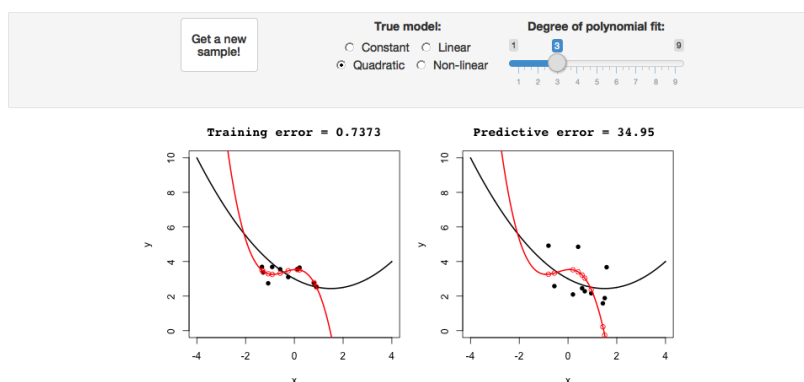 Get a new
sample!
True model:
Constant Linear
Quadratic Non-linear
Degree of polynomial fit:
1 3 9
1 2 3 4 5 6 7 8 9
Training error = 0.7373
Predictive error = 34.95
y
10
8
6
4
2
0
-4 -2 0 2 4
x
y
10
8
6
4
2
0
-4 -2 0 2 4
x